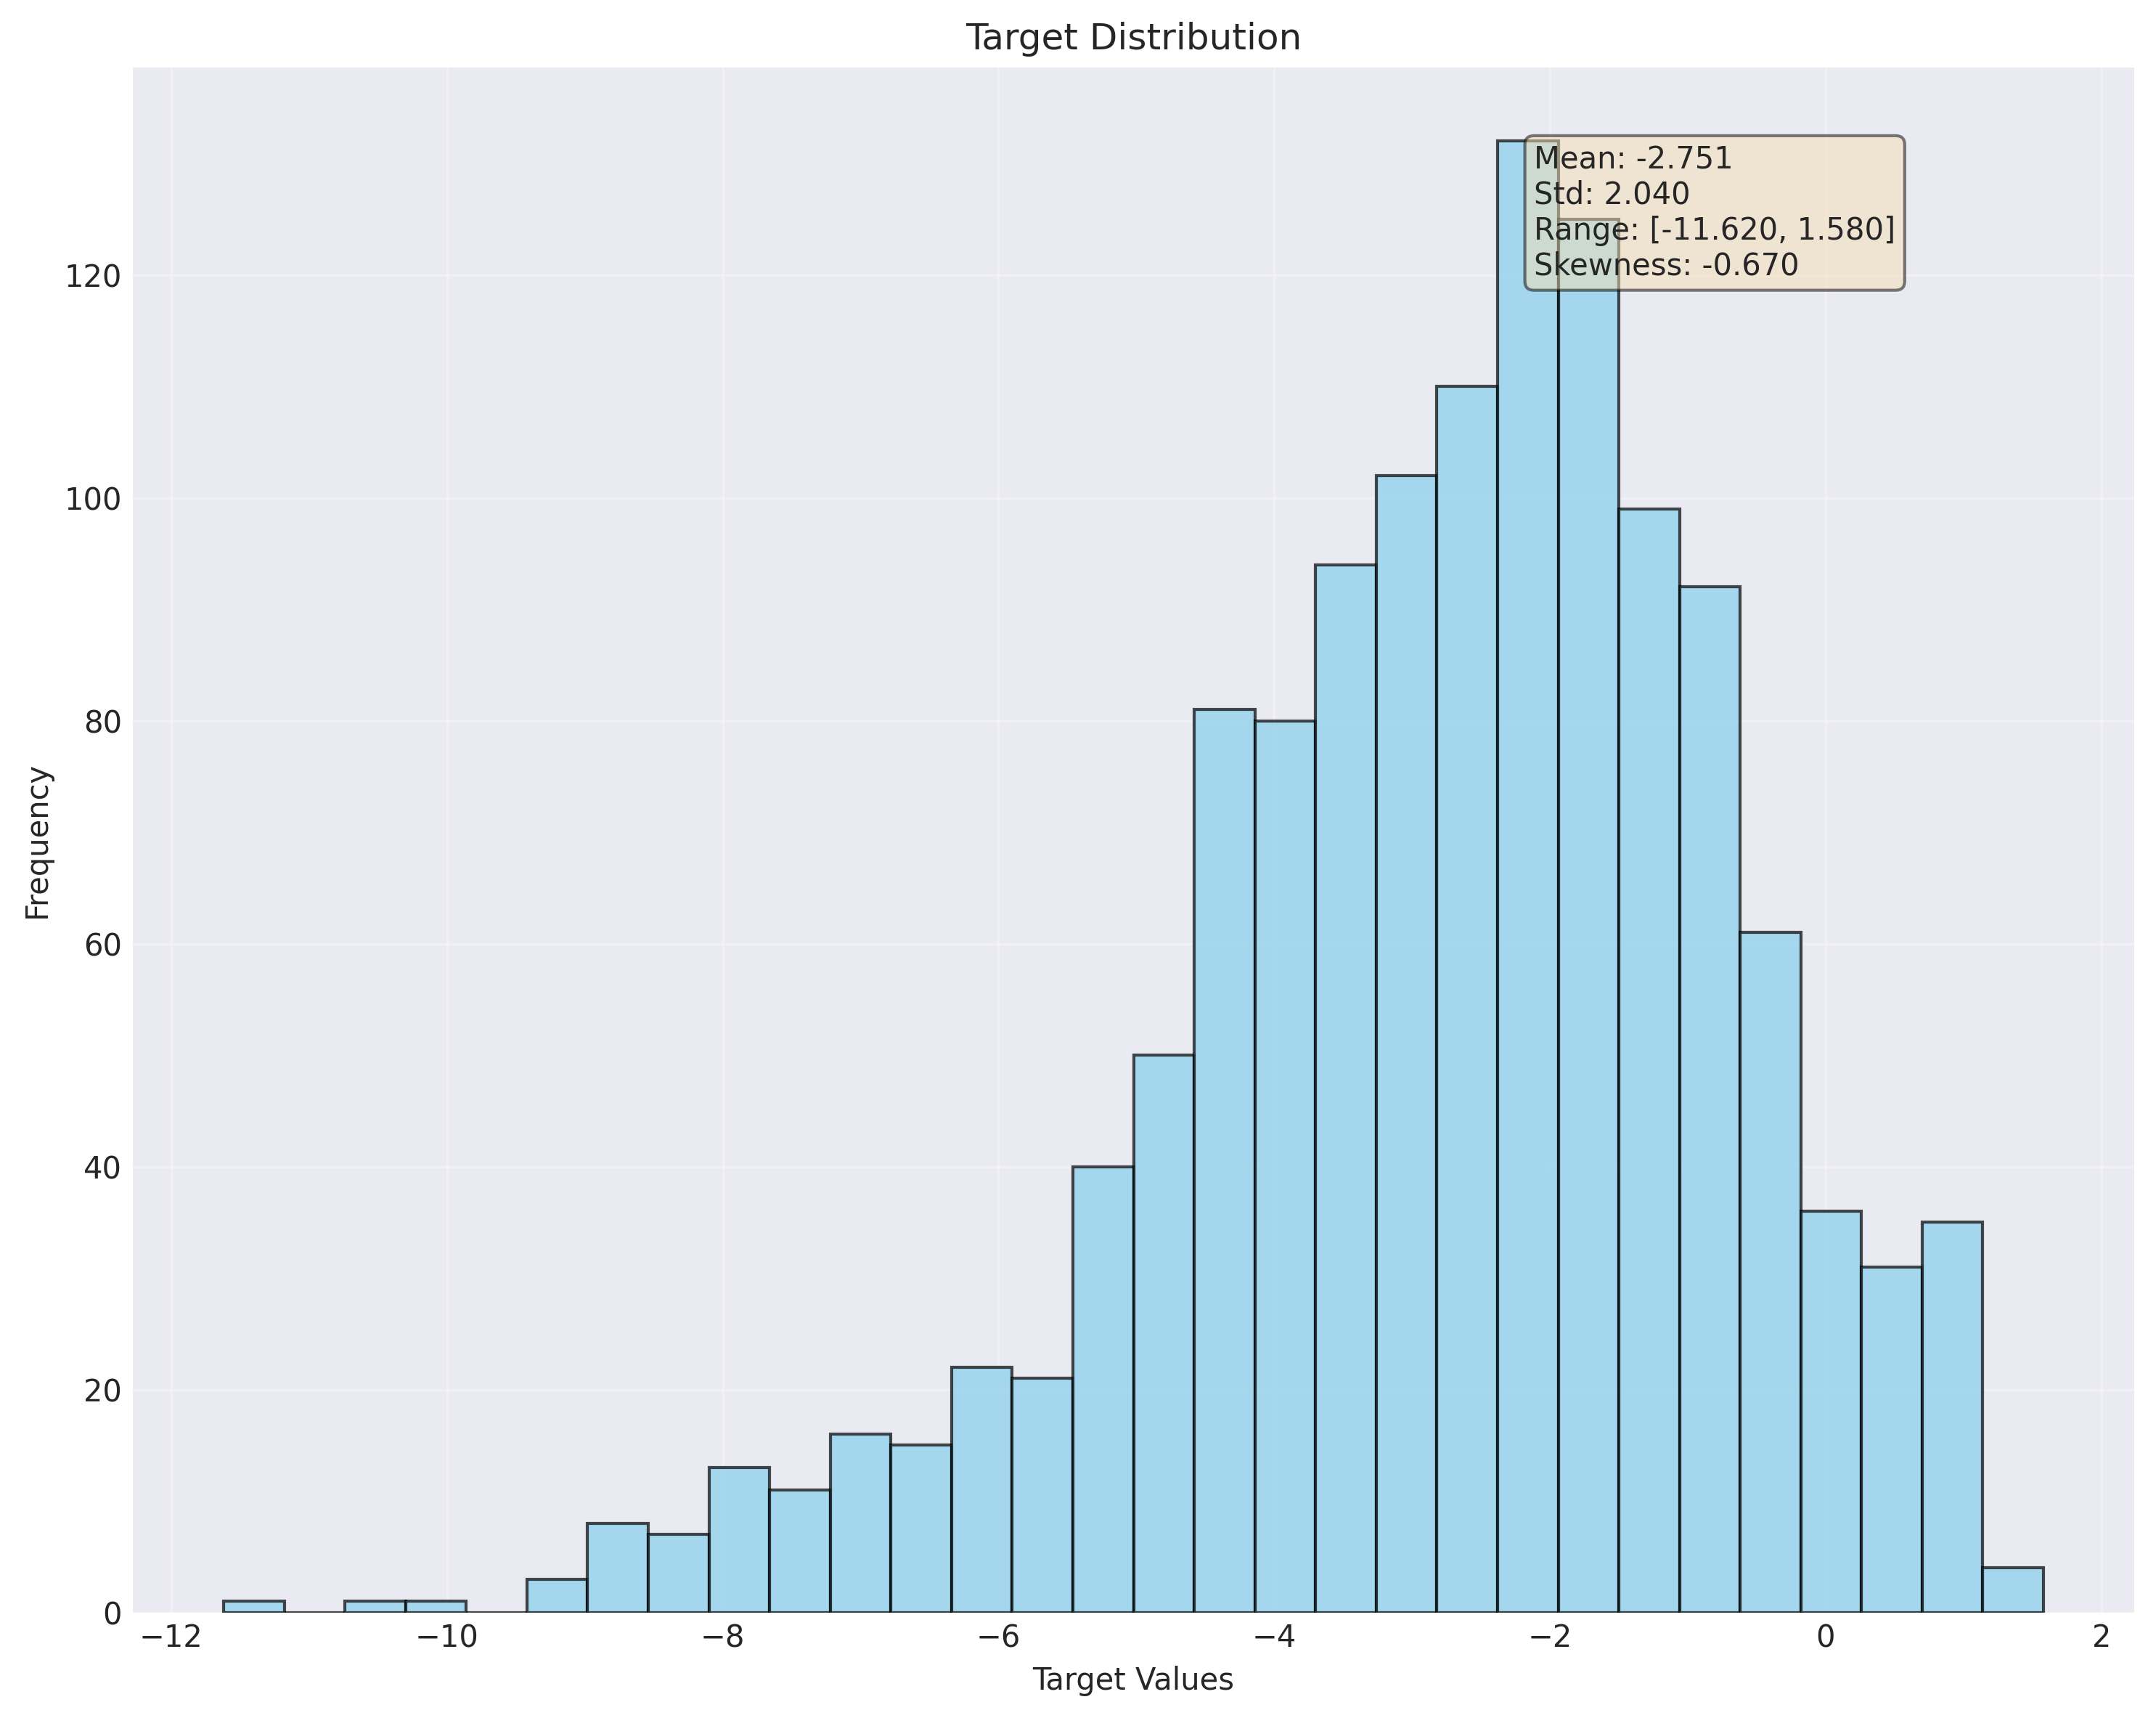 Target Distribution
Mean: -2.751
Std: 2.040
Range: [-11.620, 1.580]
Skewness: -0.670
120
100
80
60
40
20
0
Frequency
−12 −10 −8 −6 −4 −2 0 2
Target Values